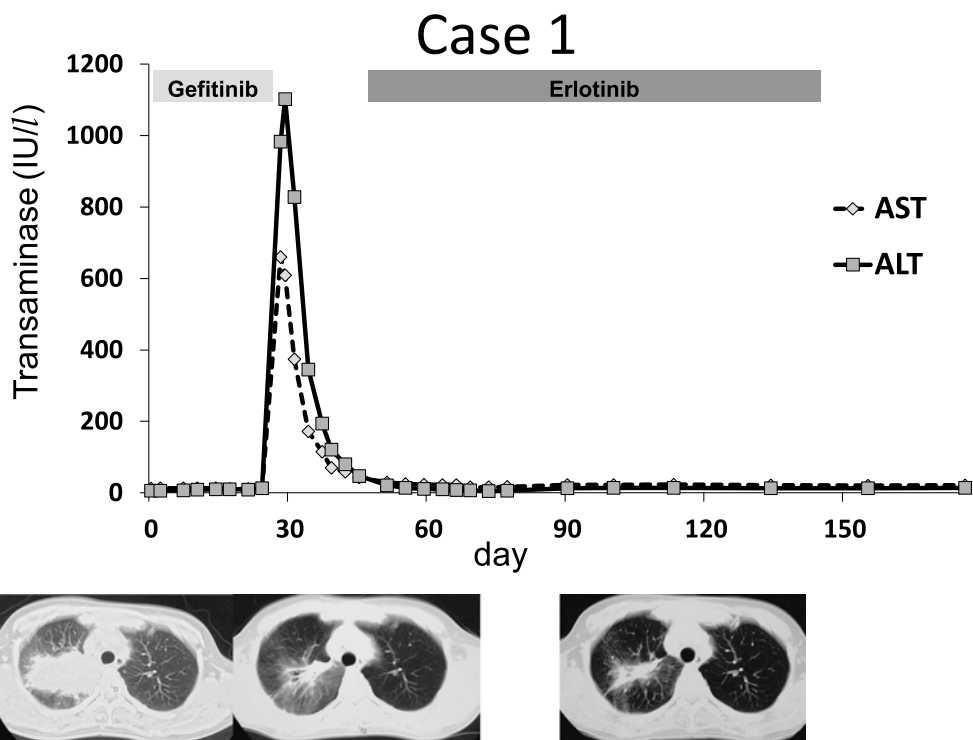 Case 1
Transaminase (IU/l)
1200
1000
800
600
400
200
0
Gefitinib
Erlotinib
AST
ALT
0 30 60 90 120 150
day